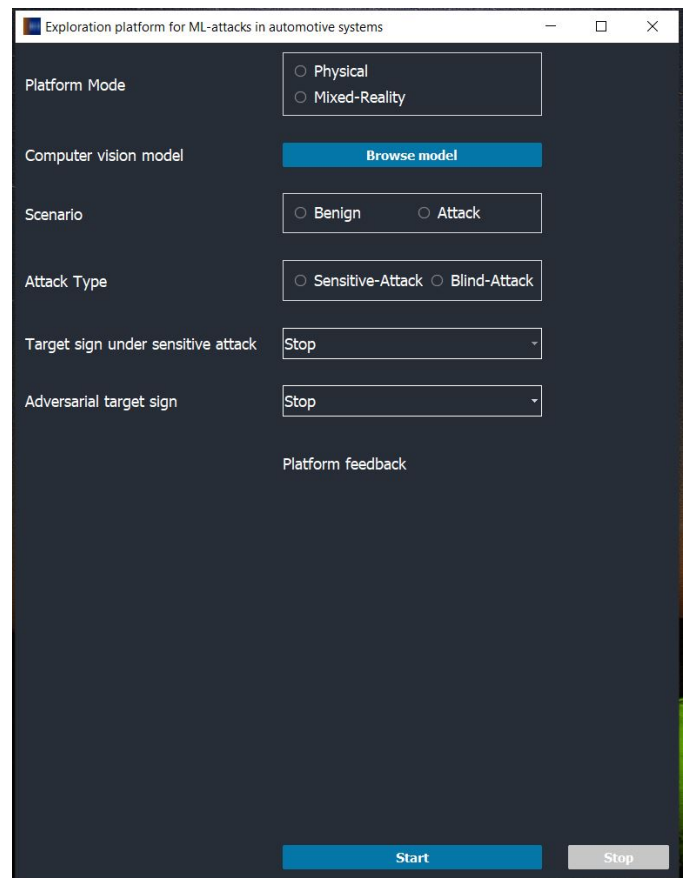 Exploration platform for ML-attacks in automotive systems
Platform Mode
Physical
Mixed-Reality
Computer vision model Browse model
Scenario Benign Attack
Attack Type Sensitive-Attack Blind-Attack
Target sign under sensitive attack Stop
Adversarial target sign Stop
Platform feedback
Start Stop